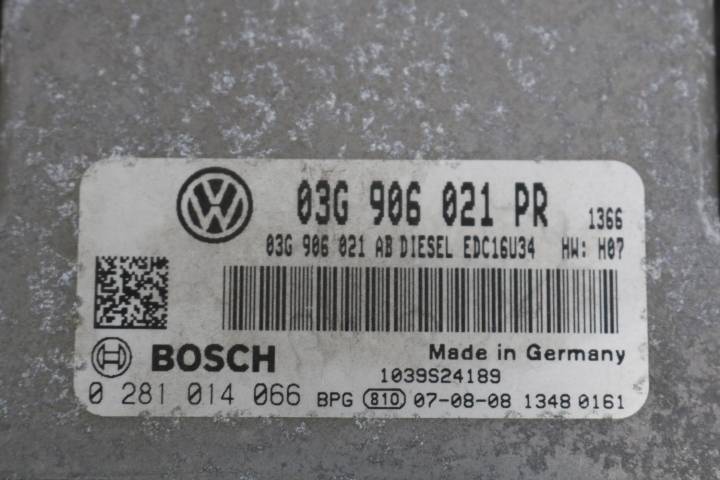 03G 906 021 PR 1366
03G 906 021 AB DIESEL EDC16U34 HW: H07
BOSCH Made in Germany
1039S24189
0 281 014 066 BPG 810 07-08-08 1348 0161